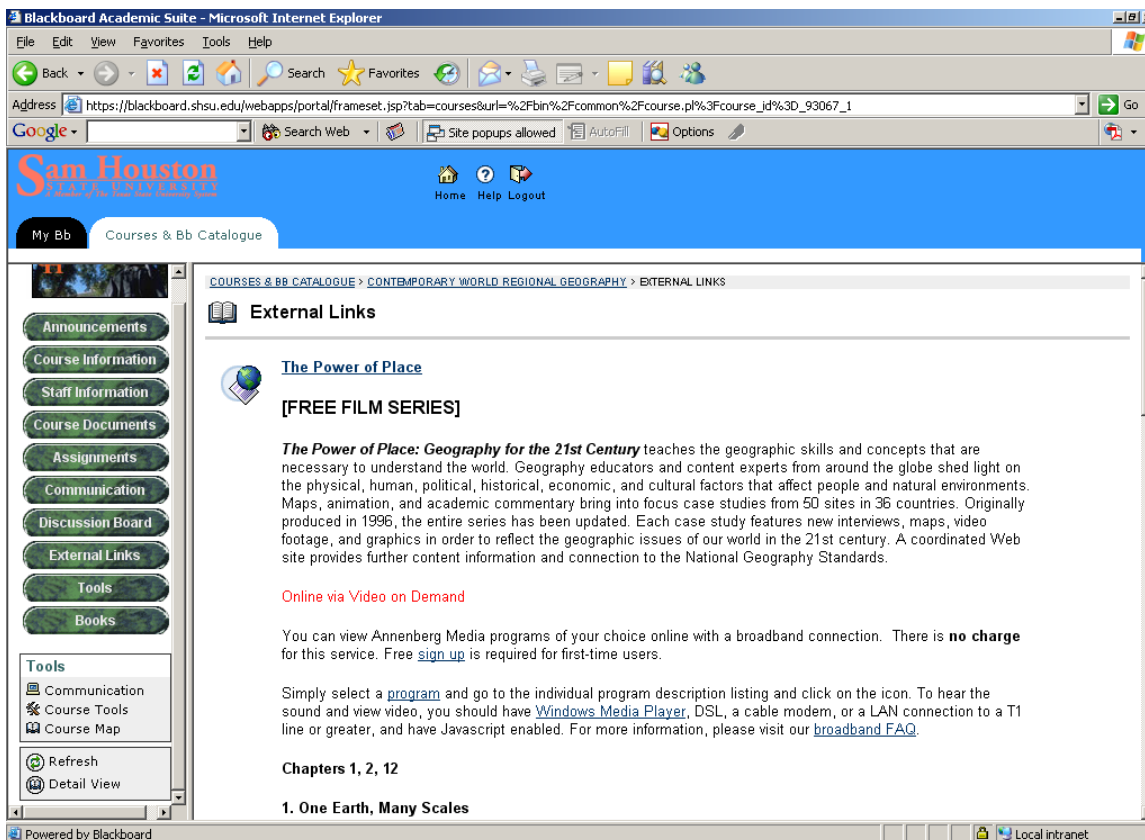 Blackboard Academic Suite - Microsoft Internet Explorer
File Edit View Favorites Tools Help
Back Search Favorites
Address https://blackboard.shsu.edu/webapps/portal/frameset.jsp?tab=courses&url=%2Fbin%2Fcommon%2Fcourse.pl%3Fcourse_id%3D_93067_1 Go
Google Search Web Site popups allowed AutoFill Options
Sam Houston
STATE UNIVERSITY
A Member of The Texas State University System
Home Help Logout
My Bb Courses & Bb Catalogue
COURSES & BB CATALOGUE > CONTEMPORARY WORLD REGIONAL GEOGRAPHY > EXTERNAL LINKS
External Links
Announcements
Course Information
Staff Information
Course Documents
Assignments
Communication
Discussion Board
External Links
Tools
Books
Tools
Communication
Course Tools
Course Map
Refresh
Detail View
The Power of Place
[FREE FILM SERIES]
The Power of Place: Geography for the 21st Century teaches the geographic skills and concepts that are
necessary to understand the world. Geography educators and content experts from around the globe shed light on
the physical, human, political, historical, economic, and cultural factors that affect people and natural environments.
Maps, animation, and academic commentary bring into focus case studies from 50 sites in 36 countries. Originally
produced in 1996, the entire series has been updated. Each case study features new interviews, maps, video
footage, and graphics in order to reflect the geographic issues of our world in the 21st century. A coordinated Web
site provides further content information and connection to the National Geography Standards.
Online via Video on Demand
You can view Annenberg Media programs of your choice online with a broadband connection. There is no charge
for this service. Free sign up is required for first-time users.
Simply select a program and go to the individual program description listing and click on the icon. To hear the
sound and view video, you should have Windows Media Player, DSL, a cable modem, or a LAN connection to a T1
line or greater, and have Javascript enabled. For more information, please visit our broadband FAQ.
Chapters 1, 2, 12
1. One Earth, Many Scales
Powered by Blackboard Local intranet